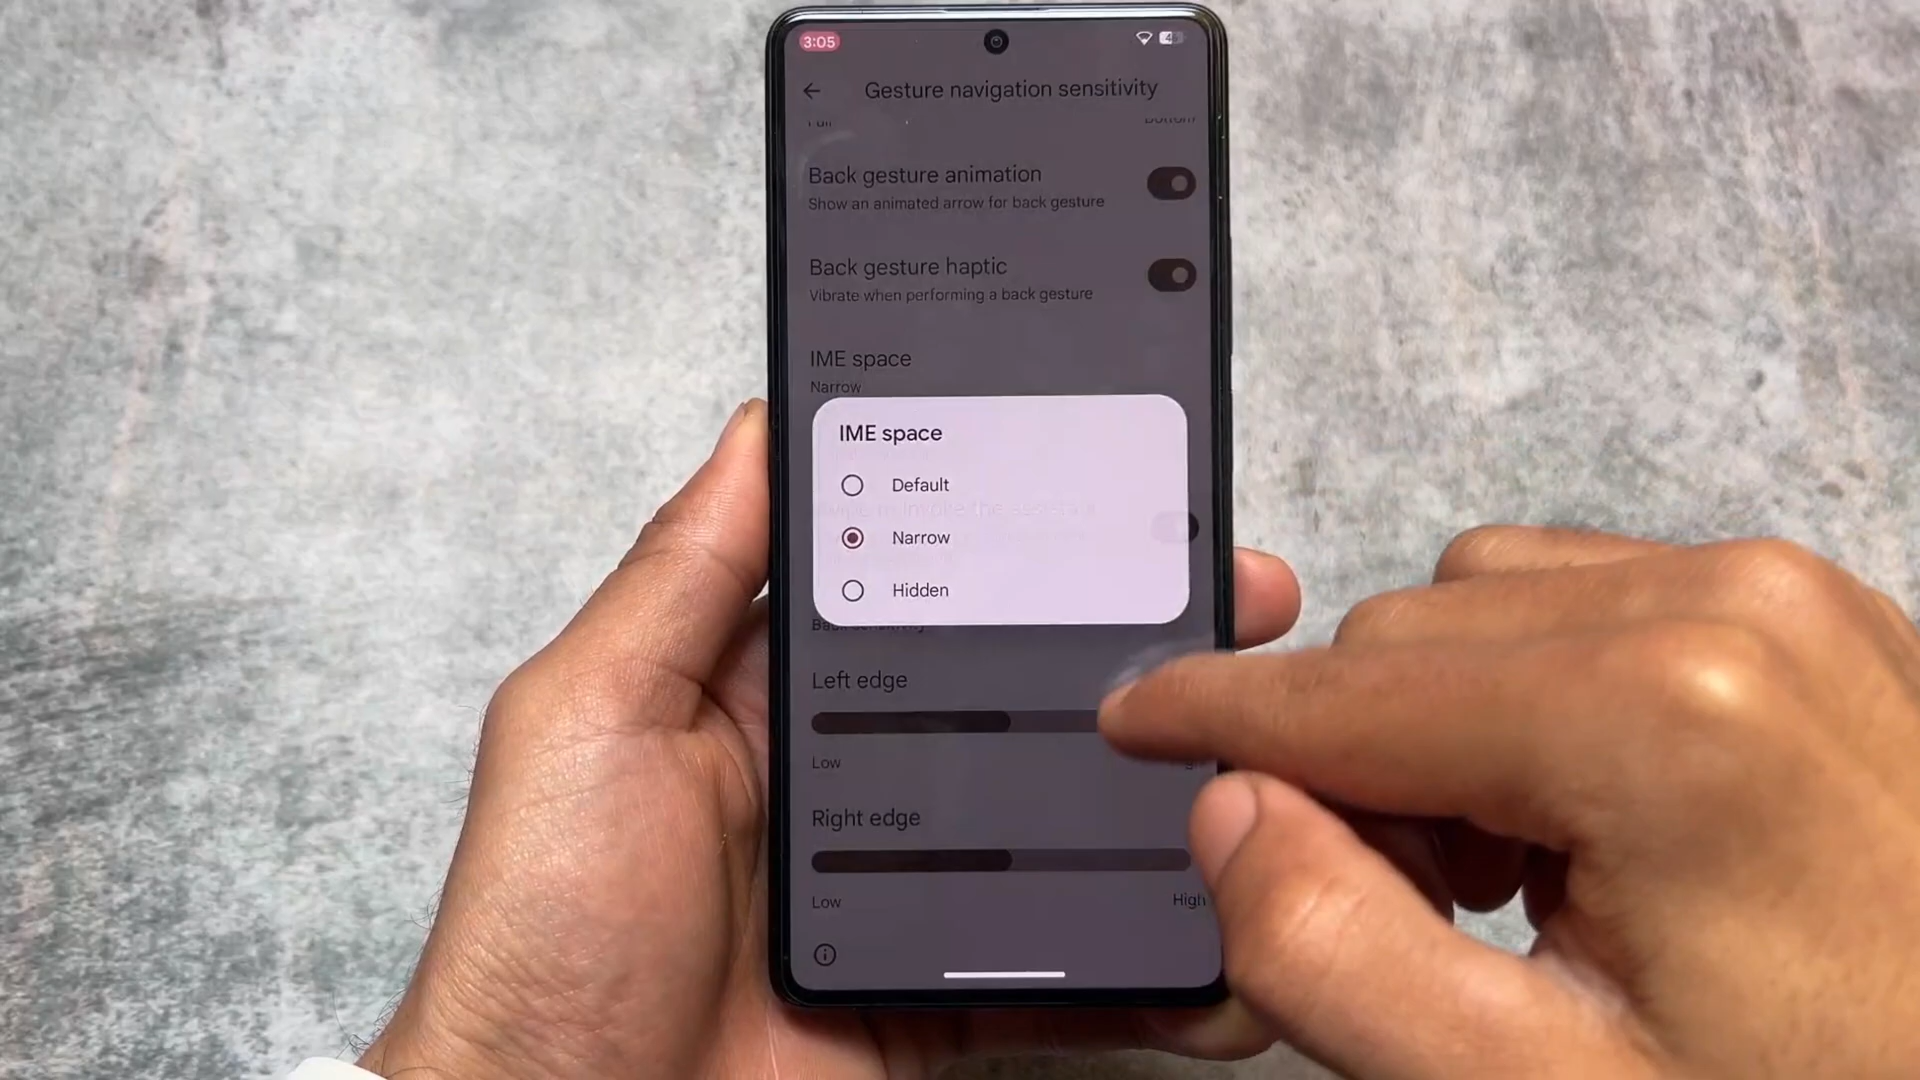 3:05
Gesture navigation sensitivity
Back gesture animation
Show an animated arrow for back gesture
Back gesture haptic
Vibrate when performing a back gesture
IME space
Narrow
IME space
Default
Narrow
Hidden
Left edge
Low
Right edge
Low High